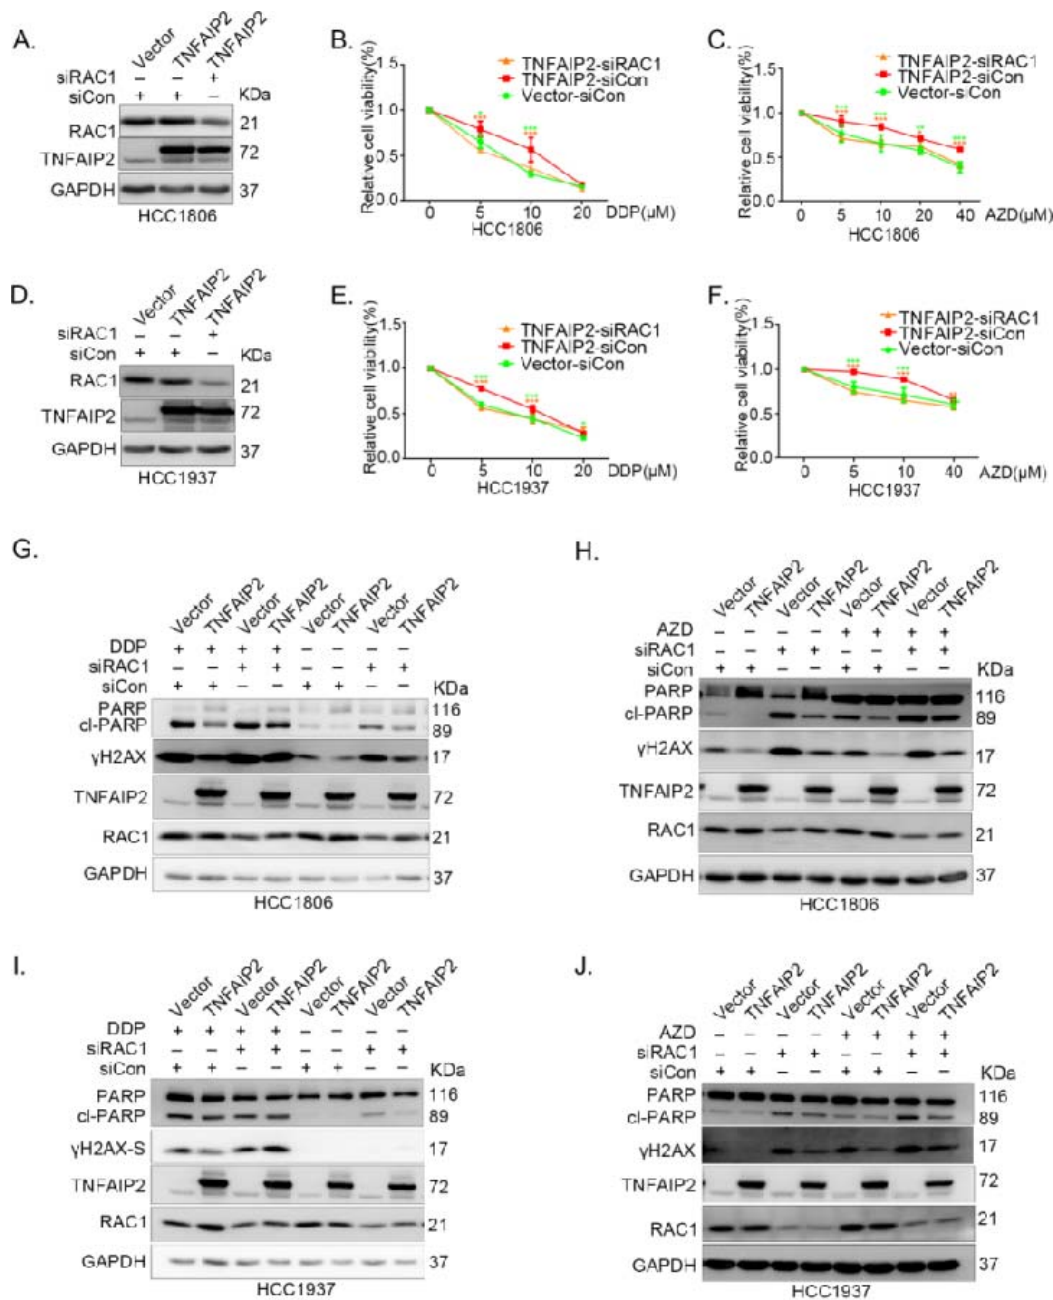 A.
Vector
TNFAIP2
TNFAIP2
siRAC1 – – +
siCon + + – KDa
RAC1 21
TNFAIP2 72
GAPDH 37
HCC1806
B.
TNFAIP2-siRAC1
TNFAIP2-siCon
Vector-siCon
Relative cell viability(%)
1.5
1.0
0.5
0.0
0 5 10 20 DDP(μM)
HCC1806
C.
TNFAIP2-siRAC1
TNFAIP2-siCon
Vector-siCon
Relative cell viability(%)
1.5
1.0
0.5
0.0
0 5 10 20 40 AZD(μM)
HCC1806
D.
Vector
TNFAIP2
TNFAIP2
siRAC1 – – +
siCon + + – KDa
RAC1 21
TNFAIP2 72
GAPDH 37
HCC1937
E.
TNFAIP2-siRAC1
TNFAIP2-siCon
Vector-siCon
Relative cell viability(%)
1.5
1.0
0.5
0.0
0 5 10 20 DDP(μM)
HCC1937
F.
TNFAIP2-siRAC1
TNFAIP2-siCon
Vector-siCon
Relative cell viability(%)
1.5
1.0
0.5
0.0
0 5 10 40 AZD(μM)
HCC1937
G.
Vector TNFAIP2 Vector TNFAIP2 Vector TNFAIP2 Vector TNFAIP2
DDP + + + + – – – –
siRAC1 – – + + – – + +
siCon + + – – + + – – KDa
PARP 116
cl-PARP 89
γH2AX 17
TNFAIP2 72
RAC1 21
GAPDH 37
HCC1806
H.
Vector TNFAIP2 Vector TNFAIP2 Vector TNFAIP2 Vector TNFAIP2
AZD – – – – + + + +
siRAC1 – – + + – – + +
siCon + + – – + + – – KDa
PARP 116
cl-PARP 89
γH2AX 17
TNFAIP2 72
RAC1 21
GAPDH 37
HCC1806
I.
Vector TNFAIP2 Vector TNFAIP2 Vector TNFAIP2 Vector TNFAIP2
DDP + + + + – – – –
siRAC1 – – + + – – + +
siCon + + – – + + – – KDa
PARP 116
cl-PARP 89
γH2AX-S 17
TNFAIP2 72
RAC1 21
GAPDH 37
HCC1937
J.
Vector TNFAIP2 Vector TNFAIP2 Vector TNFAIP2 Vector TNFAIP2
AZD – – – – + + + +
siRAC1 – – + + – – + +
siCon + + – – + + – – KDa
PARP 116
cl-PARP 89
γH2AX 17
TNFAIP2 72
RAC1 21
GAPDH 37
HCC1937